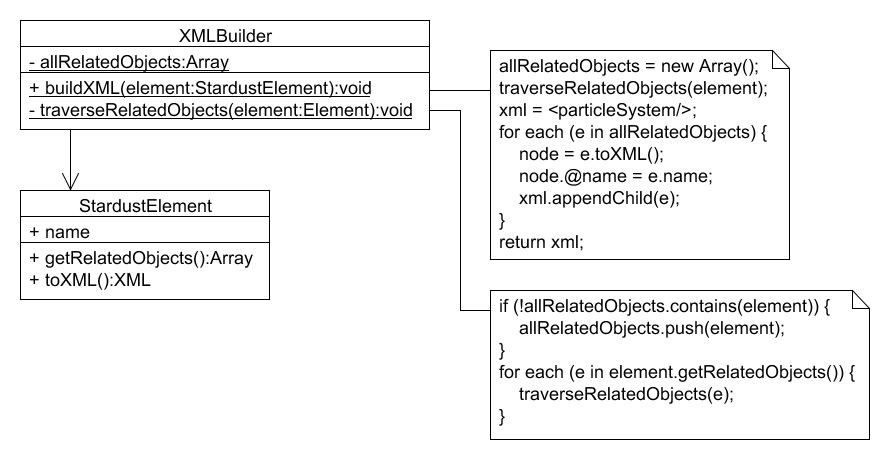 XMLBuilder
- allRelatedObjects:Array
+ buildXML(element:StardustElement):void
- traverseRelatedObjects(element:Element):void
StardustElement
+ name
+ getRelatedObjects():Array
+ toXML():XML
allRelatedObjects = new Array();
traverseRelatedObjects(element);
xml = <particleSystem/>;
for each (e in allRelatedObjects) {
node = e.toXML();
node.@name = e.name;
xml.appendChild(e);
}
return xml;
if (!allRelatedObjects.contains(element)) {
allRelatedObjects.push(element);
}
for each (e in element.getRelatedObjects()) {
traverseRelatedObjects(e);
}